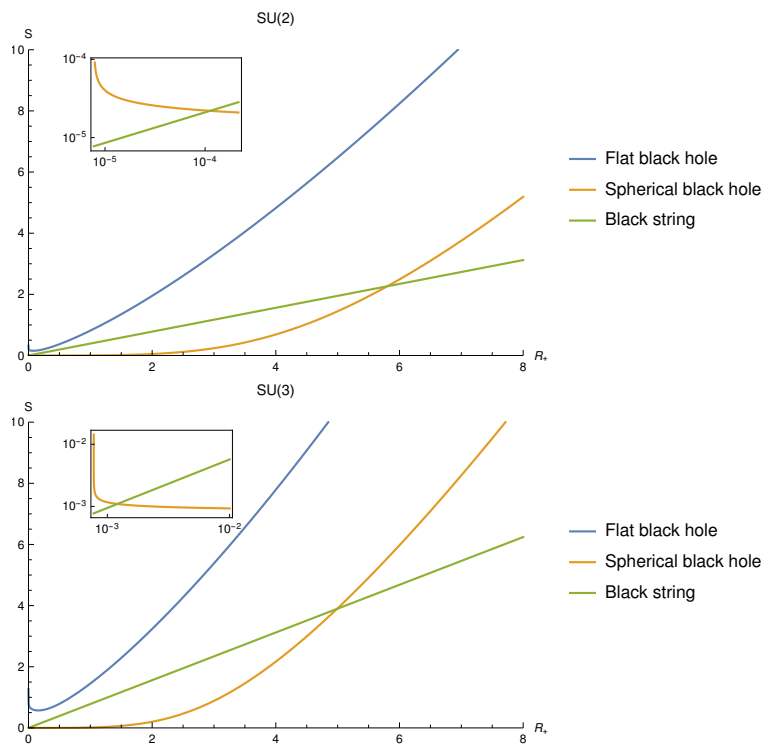 SU(2)
S
10
8
6
4
2
0
0 2 4 6 8 R₊
10⁻⁴
10⁻⁵
10⁻⁵ 10⁻⁴
Flat black hole
Spherical black hole
Black string
SU(3)
S
10
8
6
4
2
0
0 2 4 6 8 R₊
10⁻²
10⁻³
10⁻³ 10⁻²
Flat black hole
Spherical black hole
Black string